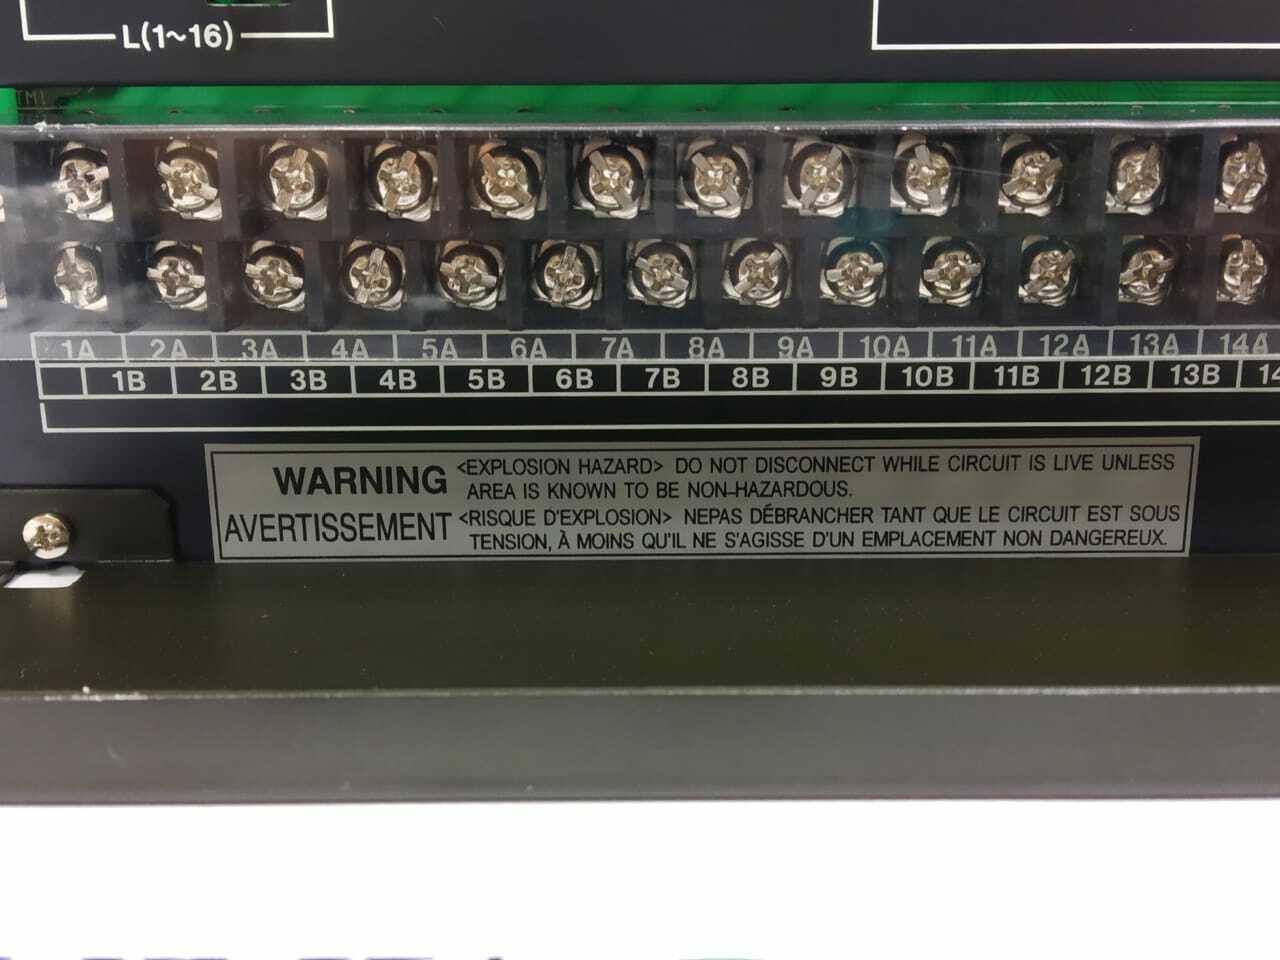 L(1~16)
TM1
1A 2A 3A 4A 5A 6A 7A 8A 9A 10A 11A 12A 13A 14A
1B 2B 3B 4B 5B 6B 7B 8B 9B 10B 11B 12B 13B 14
WARNING <EXPLOSION HAZARD> DO NOT DISCONNECT WHILE CIRCUIT IS LIVE UNLESS
AREA IS KNOWN TO BE NON-HAZARDOUS.
AVERTISSEMENT <RISQUE D'EXPLOSION> NEPAS DÉBRANCHER TANT QUE LE CIRCUIT EST SOUS
TENSION, À MOINS QU'IL NE S'AGISSE D'UN EMPLACEMENT NON DANGEREUX.